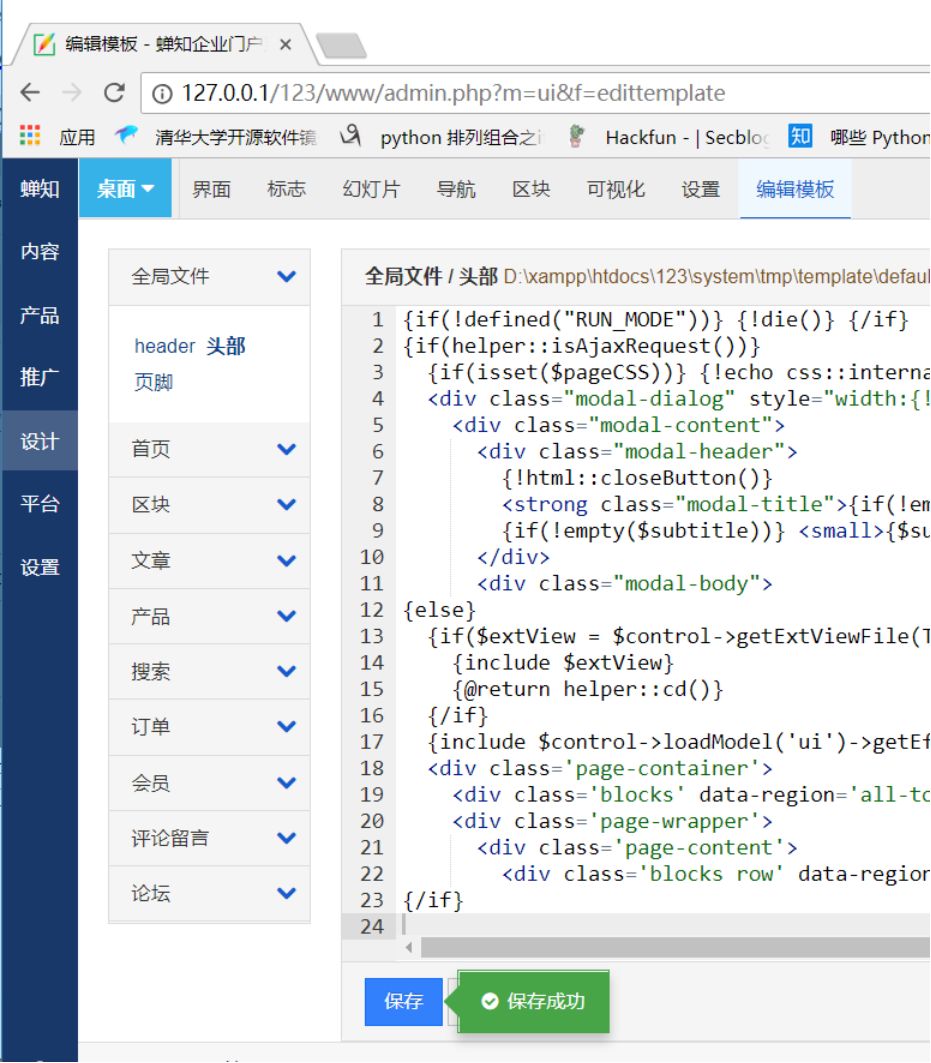 编辑模板 - 蝉知企业门户
127.0.0.1/123/www/admin.php?m=ui&f=edittemplate
应用 清华大学开源软件镜 python 排列组合之 Hackfun - | Secblog 知 哪些 Python
蝉知 桌面 界面 标志 幻灯片 导航 区块 可视化 设置 编辑模板
内容
产品
推广
设计
平台
设置
全局文件
header 头部
页脚
首页
区块
文章
产品
搜索
订单
会员
评论留言
论坛
全局文件 / 头部 D:\xampp\htdocs\123\system\tmp\template\defaul
1 {if(!defined("RUN_MODE"))} {!die()} {/if}
2 {if(helper::isAjaxRequest())}
3 {if(isset($pageCSS))} {!echo css::interna
4 <div class="modal-dialog" style="width:{!
5 <div class="modal-content">
6 <div class="modal-header">
7 {!html::closeButton()}
8 <strong class="modal-title">{if(!em
9 {if(!empty($subtitle))} <small>{$su
10 </div>
11 <div class="modal-body">
12 {else}
13 {if($extView = $control->getExtViewFile(T
14 {include $extView}
15 {@return helper::cd()}
16 {/if}
17 {include $control->loadModel('ui')->getEf
18 <div class='page-container'>
19 <div class='blocks' data-region='all-to
20 <div class='page-wrapper'>
21 <div class='page-content'>
22 <div class='blocks row' data-region
23 {/if}
24
保存 保存成功